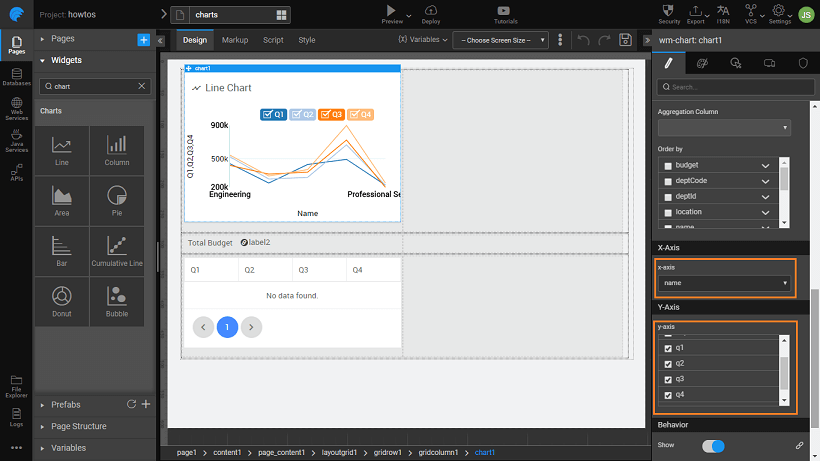 Project: howtos
charts
Preview
Deploy
Tutorials
Security
Export
I18N
VCS
Settings
JS
Pages
Databases
Web
Services
Java
Services
APIs
File
Explorer
Logs
Pages
Widgets
chart
Charts
Line
Column
Area
Pie
Bar
Cumulative Line
Donut
Bubble
Prefabs
Page Structure
Variables
Design
Markup
Script
Style
(x) Variables
-- Choose Screen Size --
chart1
Line Chart
Q1
Q2
Q3
Q4
Q1,Q2,Q3,Q4
900k
500k
200k
Engineering
Professional Se
Name
Total Budget
label2
Q1
Q2
Q3
Q4
No data found.
1
page1
content1
page_content1
layoutgrid1
gridrow1
gridcolumn1
chart1
wm-chart: chart1
Search...
Aggregation Column
Order by
budget
deptCode
deptId
location
name
X-Axis
x-axis
name
Y-Axis
y-axis
q1
q2
q3
q4
Behavior
Show